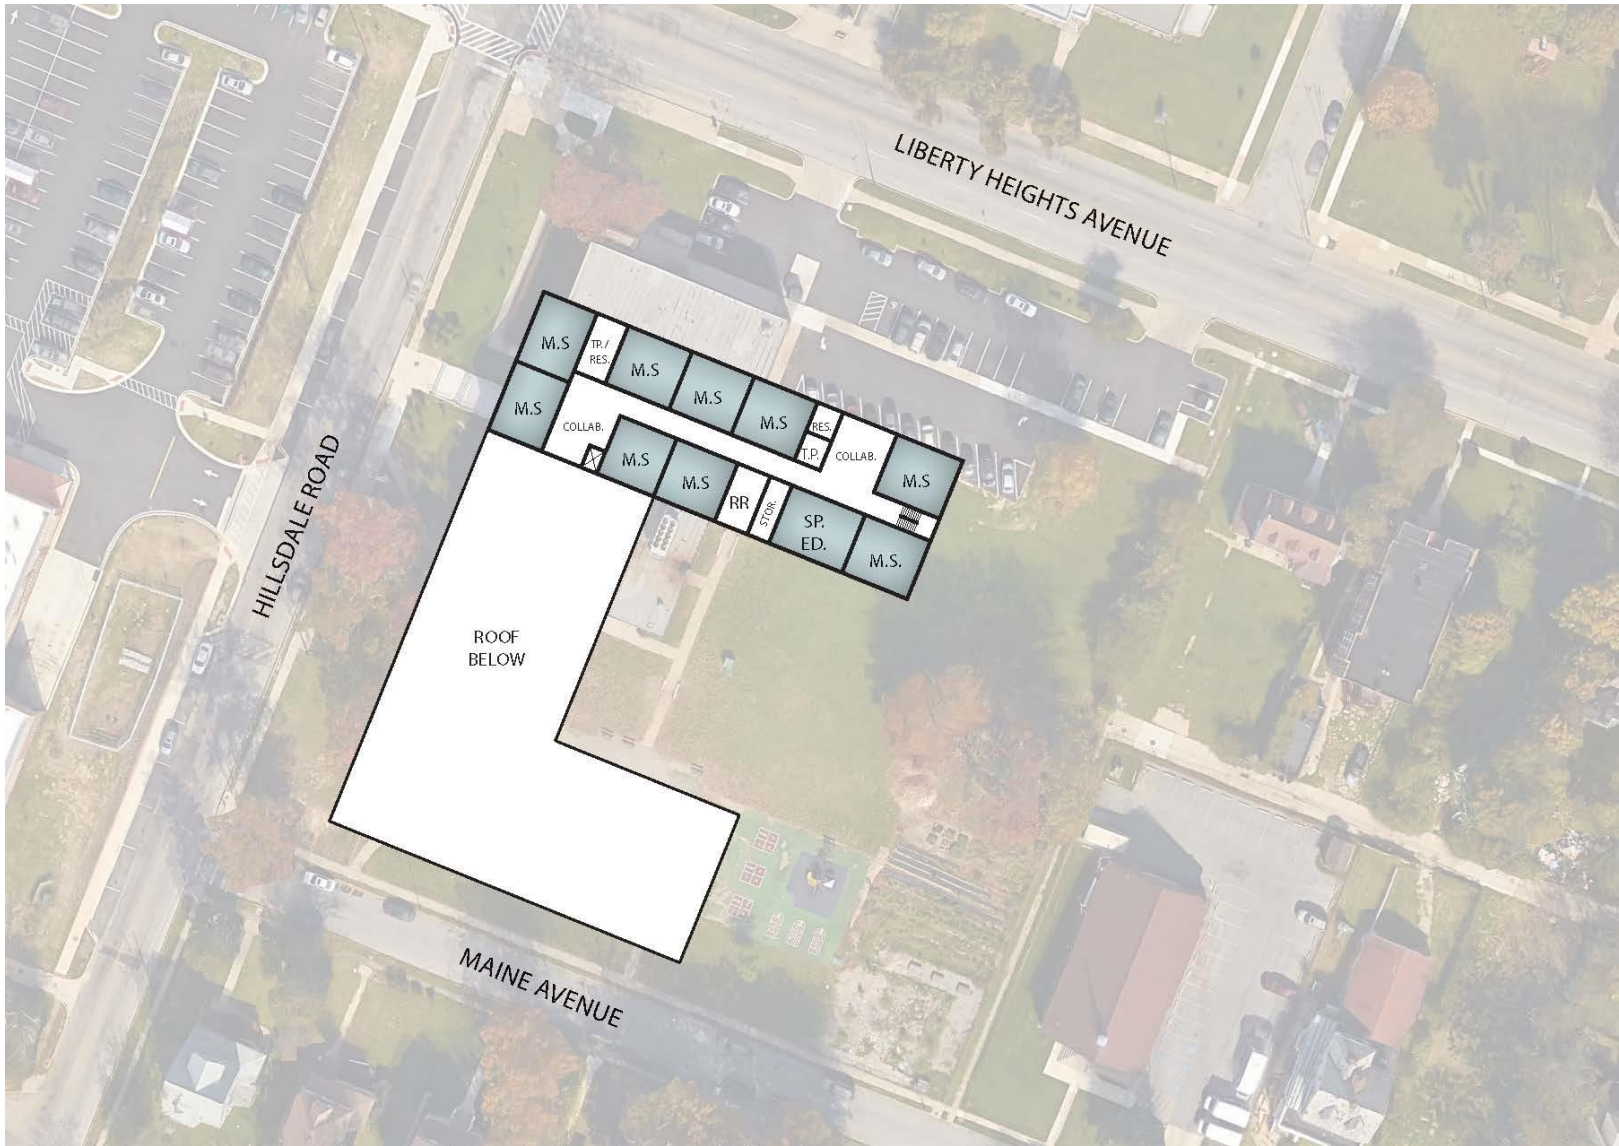 LIBERTY HEIGHTS AVENUE
HILLSDALE ROAD
M.S
TP./
RES.
M.S
M.S
M.S
RES.
T.P.
COLLAB.
M.S
M.S
COLLAB.
M.S
M.S
RR
STOR.
SP.
ED.
M.S.
ROOF
BELOW
MAINE AVENUE